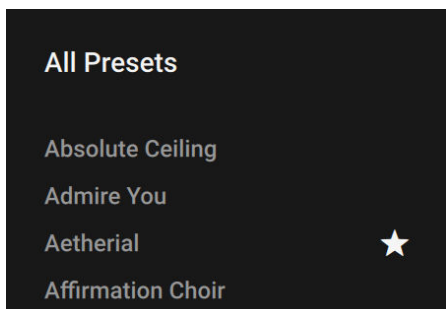 All Presets
Absolute Ceiling
Admire You
Aetherial
Affirmation Choir